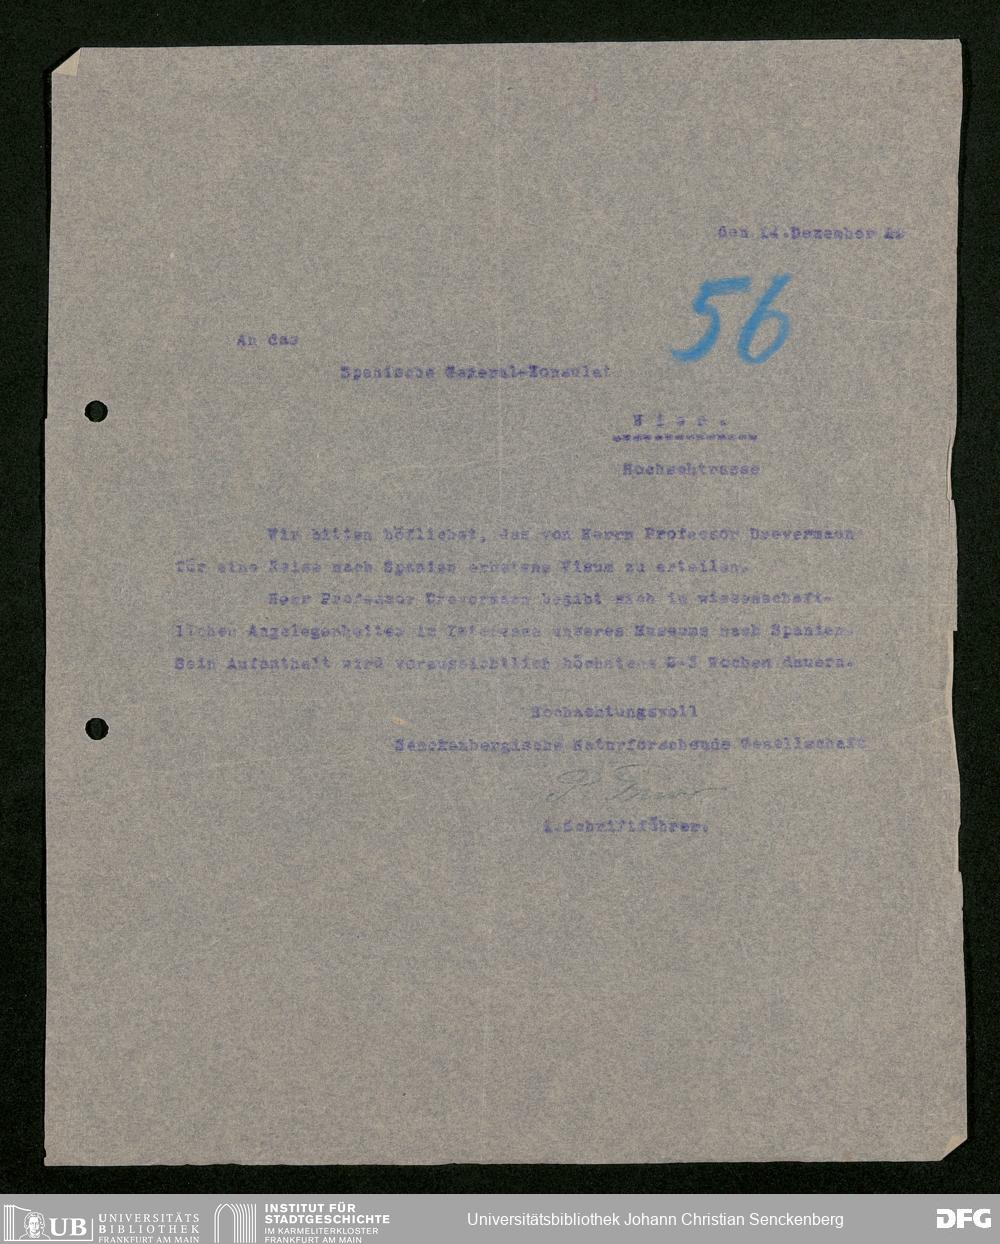 den 14.Dezember 22
56
An das
Spanische General-Konsulat
W i e n .
Hochschtrasse
Wir bitten höflichst, das von Herrn Professor Drevermann
für eine Reise nach Spanien erbetene Visum zu erteilen.
Herr Professor Drevermann begibt sich in wissenschaft-
lichen Angelegenheiten im Interesse unseres Museums nach Spanien.
Sein Aufenthalt wird voraussichtlich höchstens 2-3 Wochen dauern.
Hochachtungsvoll
Senckenbergische Naturforschende Gesellschaft
1.Schriftführer.
UB UNIVERSITÄTS
BIBLIOTHEK
FRANKFURT AM MAIN
INSTITUT FÜR
STADTGESCHICHTE
IM KARMELITERKLOSTER
FRANKFURT AM MAIN
Universitätsbibliothek Johann Christian Senckenberg
DFG